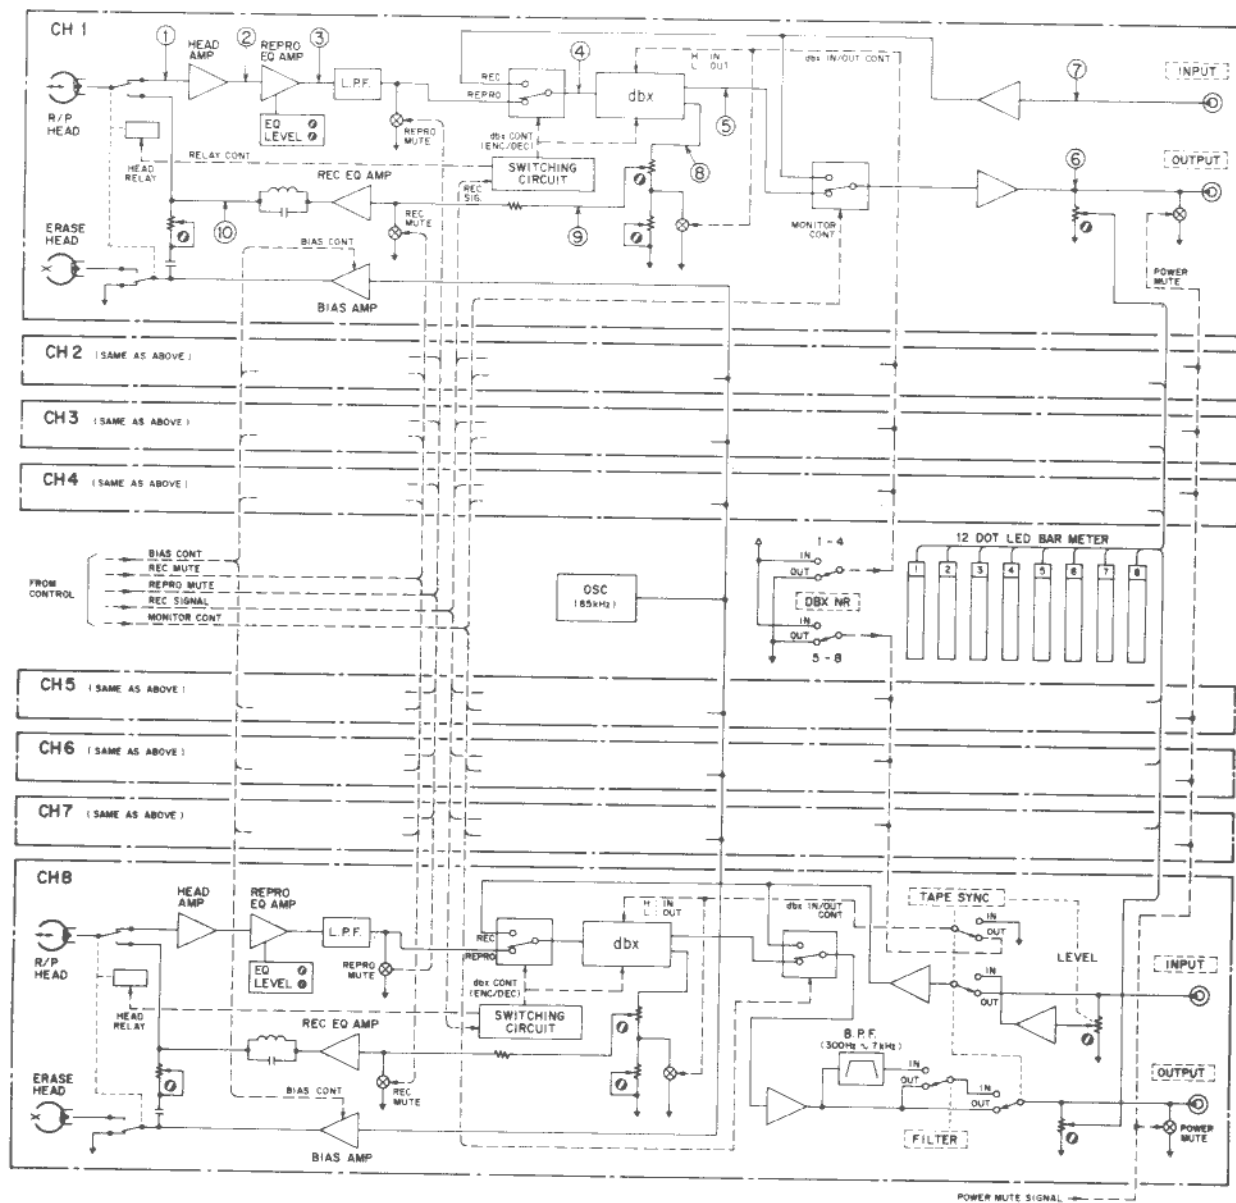 CH 1
HEAD AMP
REPRO EQ AMP
1
2
3
4
5
6
7
8
9
10
L.P.F.
REC
REPRO
H : IN
L : OUT
dbx
dbx IN/OUT CONT
INPUT
OUTPUT
R/P HEAD
EQ
LEVEL
REPRO MUTE
dbx CONT (ENC/DEC)
HEAD RELAY
RELAY CONT
SWITCHING CIRCUIT
REC SIG.
REC EQ AMP
REC MUTE
MONITOR CONT
ERASE HEAD
BIAS CONT
BIAS AMP
POWER MUTE
CH 2 (SAME AS ABOVE)
CH 3 (SAME AS ABOVE)
CH 4 (SAME AS ABOVE)
FROM CONTROL
BIAS CONT
REC MUTE
REPRO MUTE
REC SIGNAL
MONITOR CONT
OSC
(65kHz)
1 - 4
IN
OUT
DBX NR
IN
OUT
5 - 8
12 DOT LED BAR METER
1 2 3 4 5 6 7 8
CH 5 (SAME AS ABOVE)
CH 6 (SAME AS ABOVE)
CH 7 (SAME AS ABOVE)
CH 8
HEAD AMP
REPRO EQ AMP
L.P.F.
REC
REPRO
H : IN
L : OUT
dbx
dbx IN/OUT CONT
TAPE SYNC
IN
OUT
LEVEL
IN
OUT
INPUT
R/P HEAD
EQ
LEVEL
REPRO MUTE
dbx CONT (ENC/DEC)
HEAD RELAY
SWITCHING CIRCUIT
REC EQ AMP
REC MUTE
B.P.F.
(300Hz ~ 7kHz)
IN
OUT
IN
OUT
FILTER
OUTPUT
POWER MUTE
ERASE HEAD
BIAS CONT
BIAS AMP
POWER MUTE SIGNAL